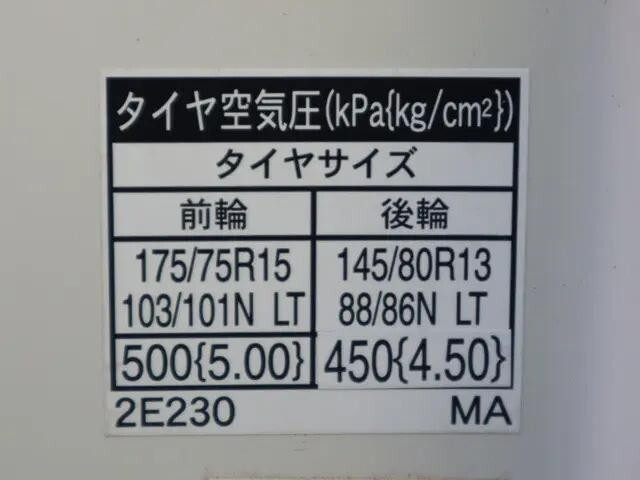 タイヤ空気圧(kPa{kg/cm²})
タイヤサイズ
前輪 後輪
175/75R15 145/80R13
103/101N LT 88/86N LT
500{5.00} 450{4.50}
2E230 MA